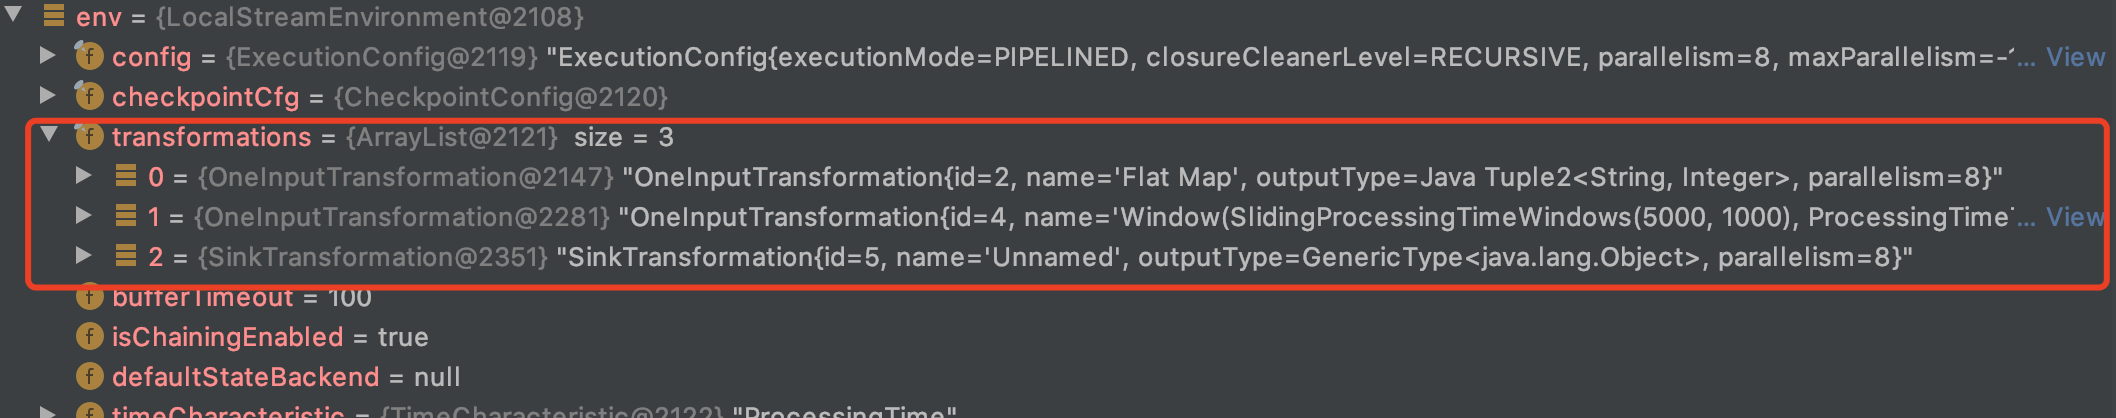 env = {LocalStreamEnvironment@2108}
f config = {ExecutionConfig@2119} "ExecutionConfig{executionMode=PIPELINED, closureCleanerLevel=RECURSIVE, parallelism=8, maxParallelism=-1... View
f checkpointCfg = {CheckpointConfig@2120}
f transformations = {ArrayList@2121} size = 3
0 = {OneInputTransformation@2147} "OneInputTransformation{id=2, name='Flat Map', outputType=Java Tuple2<String, Integer>, parallelism=8}"
1 = {OneInputTransformation@2281} "OneInputTransformation{id=4, name='Window(SlidingProcessingTimeWindows(5000, 1000), ProcessingTime... View
2 = {SinkTransformation@2351} "SinkTransformation{id=5, name='Unnamed', outputType=GenericType<java.lang.Object>, parallelism=8}"
f bufferTimeout = 100
f isChainingEnabled = true
f defaultStateBackend = null
f timeCharacteristic = {TimeCharacteristic@2122} "ProcessingTime"